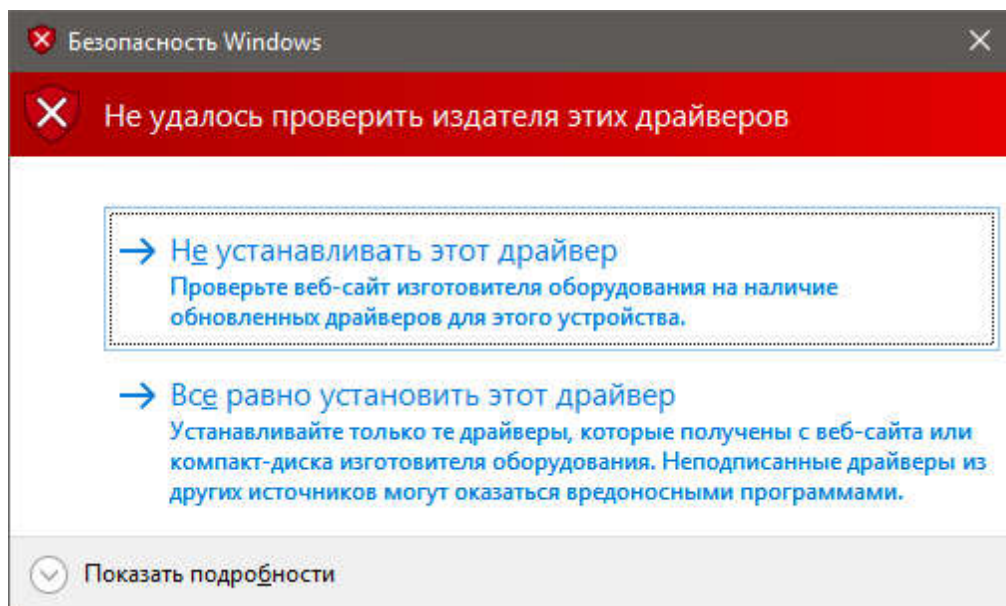 Безопасность Windows
Не удалось проверить издателя этих драйверов
Не устанавливать этот драйвер
Проверьте веб-сайт изготовителя оборудования на наличие
обновленных драйверов для этого устройства.
Все равно установить этот драйвер
Устанавливайте только те драйверы, которые получены с веб-сайта или
компакт-диска изготовителя оборудования. Неподписанные драйверы из
других источников могут оказаться вредоносными программами.
Показать подробности